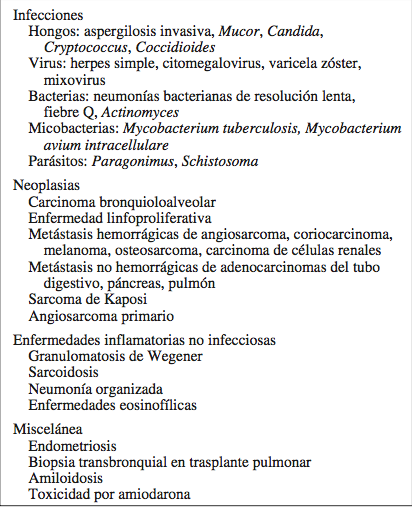 Infecciones
Hongos: aspergilosis invasiva, Mucor, Candida,
Cryptococcus, Coccidioides
Virus: herpes simple, citomegalovirus, varicela zóster,
mixovirus
Bacterias: neumonías bacterianas de resolución lenta,
fiebre Q, Actinomyces
Micobacterias: Mycobacterium tuberculosis, Mycobacterium
avium intracellulare
Parásitos: Paragonimus, Schistosoma
Neoplasias
Carcinoma bronquioloalveolar
Enfermedad linfoproliferativa
Metástasis hemorrágicas de angiosarcoma, coriocarcinoma,
melanoma, osteosarcoma, carcinoma de células renales
Metástasis no hemorrágicas de adenocarcinomas del tubo
digestivo, páncreas, pulmón
Sarcoma de Kaposi
Angiosarcoma primario
Enfermedades inflamatorias no infecciosas
Granulomatosis de Wegener
Sarcoidosis
Neumonía organizada
Enfermedades eosinofílicas
Miscelánea
Endometriosis
Biopsia transbronquial en trasplante pulmonar
Amiloidosis
Toxicidad por amiodarona